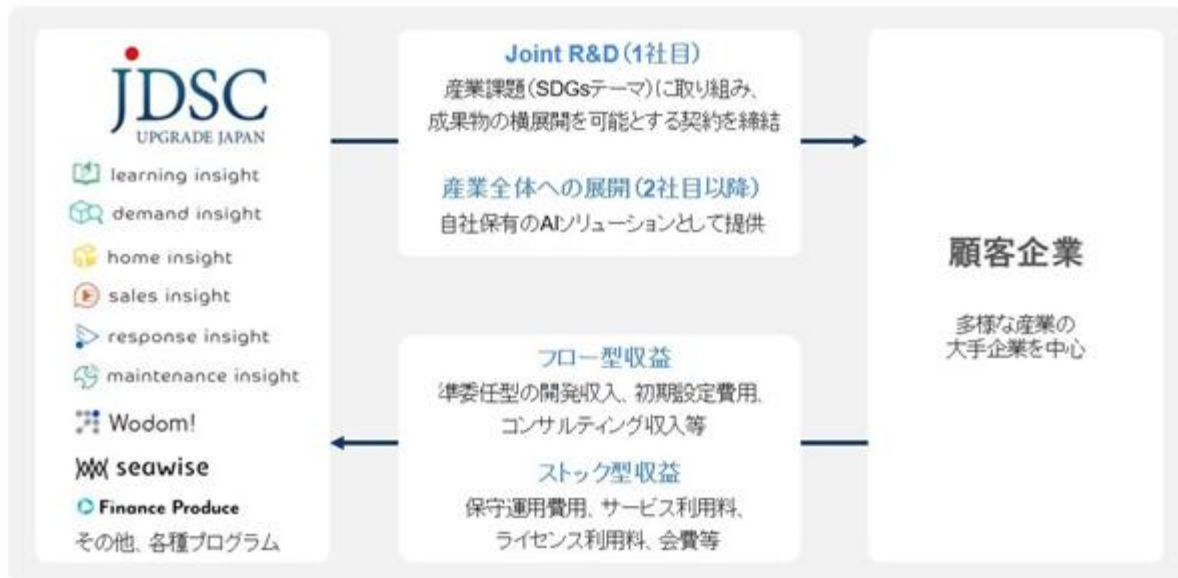 JDSC
UPGRADE JAPAN
learning insight
demand insight
home insight
sales insight
response insight
maintenance insight
Wodom!
seawise
Finance Produce
その他、各種プログラム
Joint R&D(1社目)
産業課題(SDGsテーマ)に取り組み、
成果物の横展開を可能とする契約を締結
産業全体への展開(2社目以降)
自社保有のAIソリューションとして提供
フロー型収益
準委任型の開発収入、初期設定費用、
コンサルティング収入等
ストック型収益
保守運用費用、サービス利用料、
ライセンス利用料、会費等
顧客企業
多様な産業の
大手企業を中心